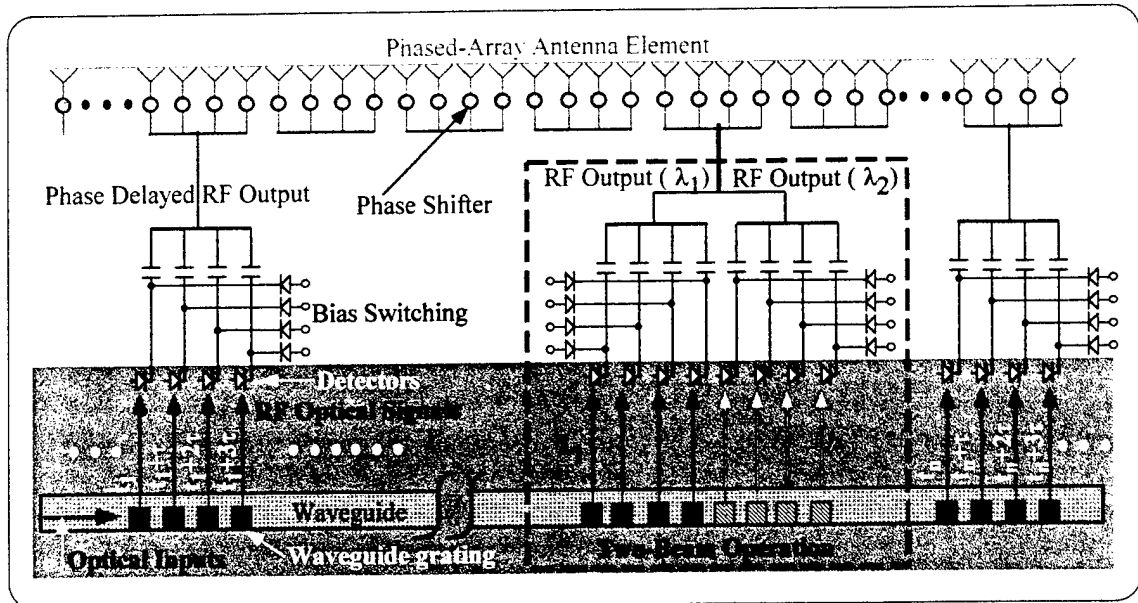 Phased-Array Antenna Element
RF Output ( λ1)
RF Output ( λ2)
Phase Delayed RF Output
Phase Shifter
Bias Switching
Detectors
RF Optical Signals
Waveguide
Optical Inputs
Waveguide grating
Two-Beam Operation